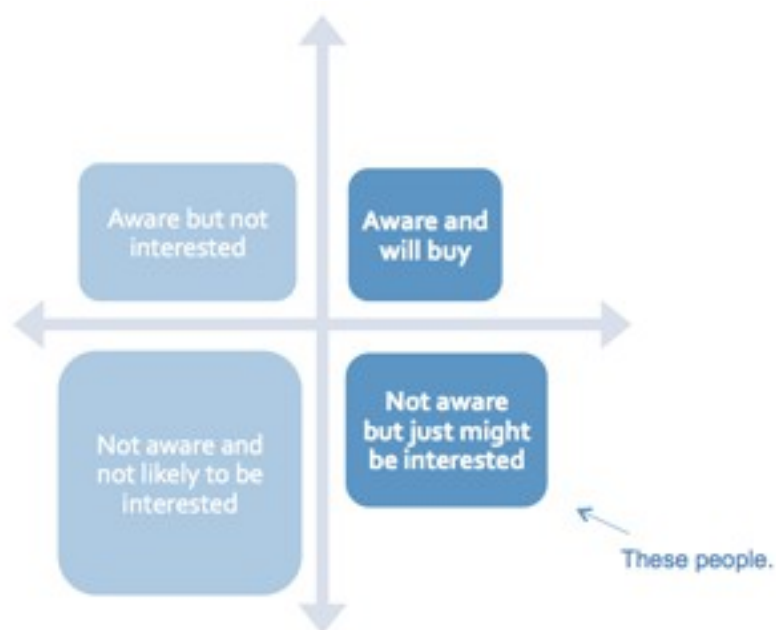 Aware but not
interested
Aware and
will buy
Not aware and
not likely to be
interested
Not aware
but just might
be interested
These people.